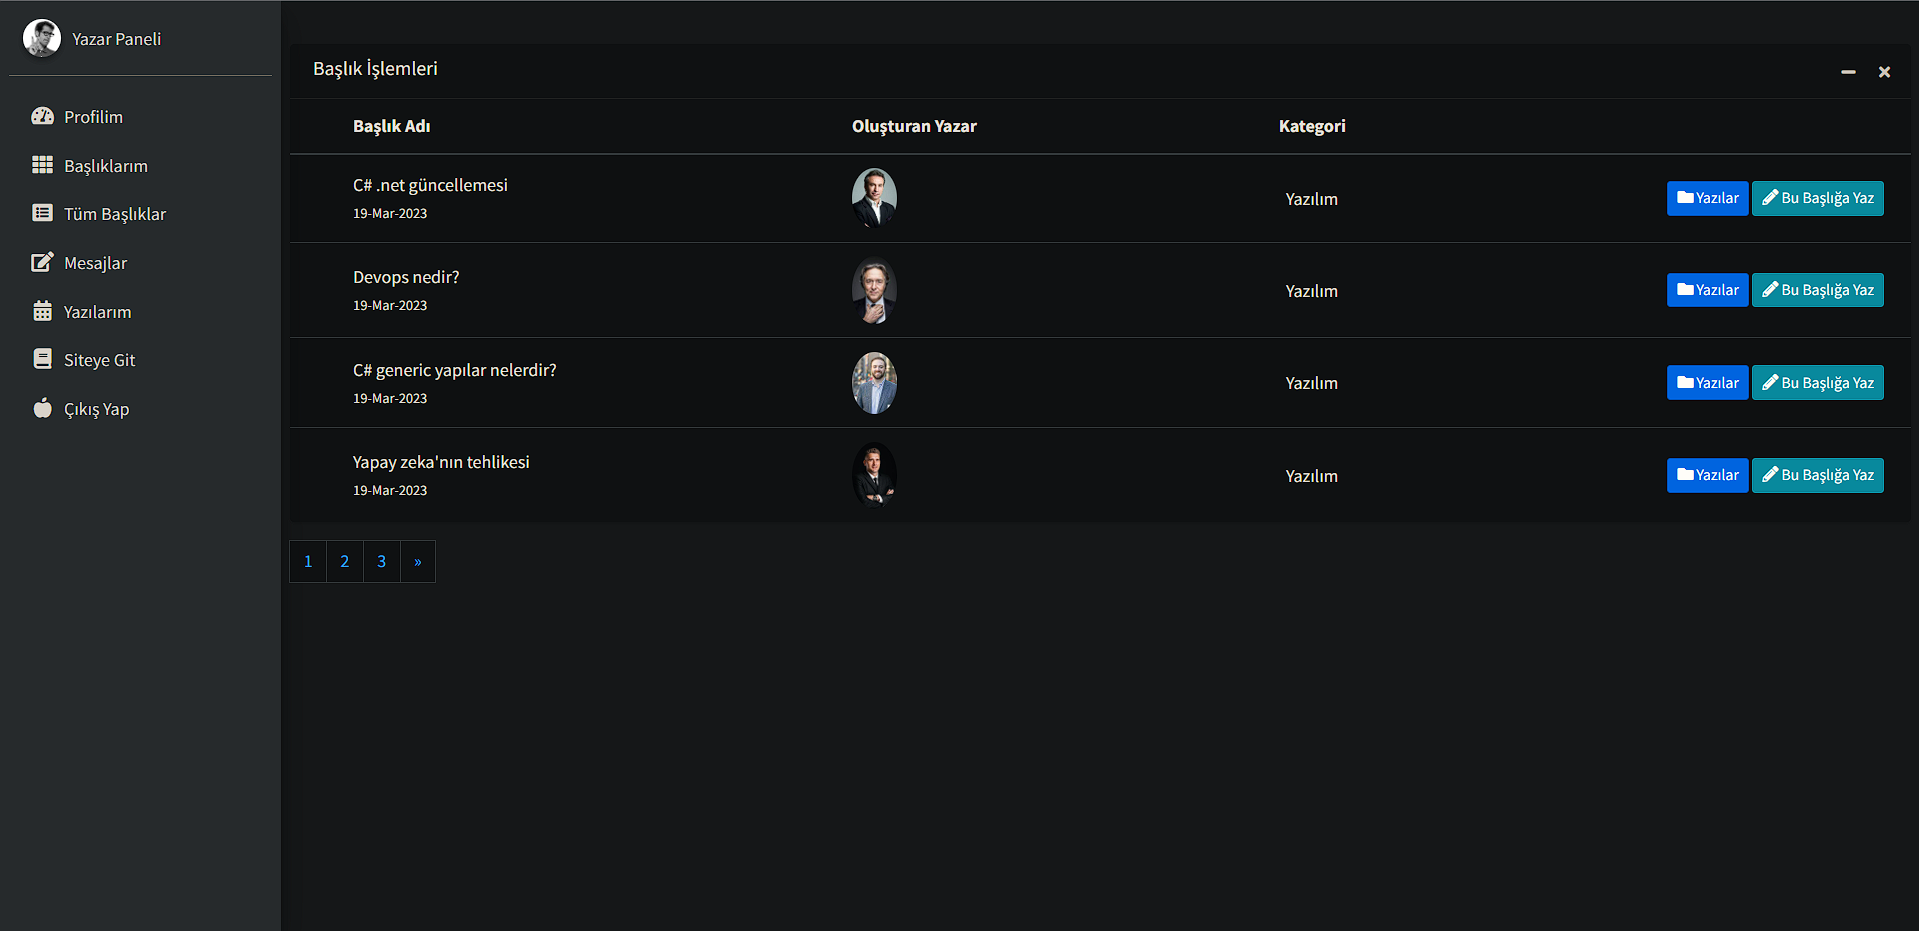 Yazar Paneli
Profilim
Başlıklarım
Tüm Başlıklar
Mesajlar
Yazılarım
Siteye Git
Çıkış Yap
Başlık İşlemleri
Başlık Adı Oluşturan Yazar Kategori
C# .net güncellemesi
19-Mar-2023
Yazılım Yazılar Bu Başlığa Yaz
Devops nedir?
19-Mar-2023
Yazılım Yazılar Bu Başlığa Yaz
C# generic yapılar nelerdir?
19-Mar-2023
Yazılım Yazılar Bu Başlığa Yaz
Yapay zeka'nın tehlikesi
19-Mar-2023
Yazılım Yazılar Bu Başlığa Yaz
1 2 3 »